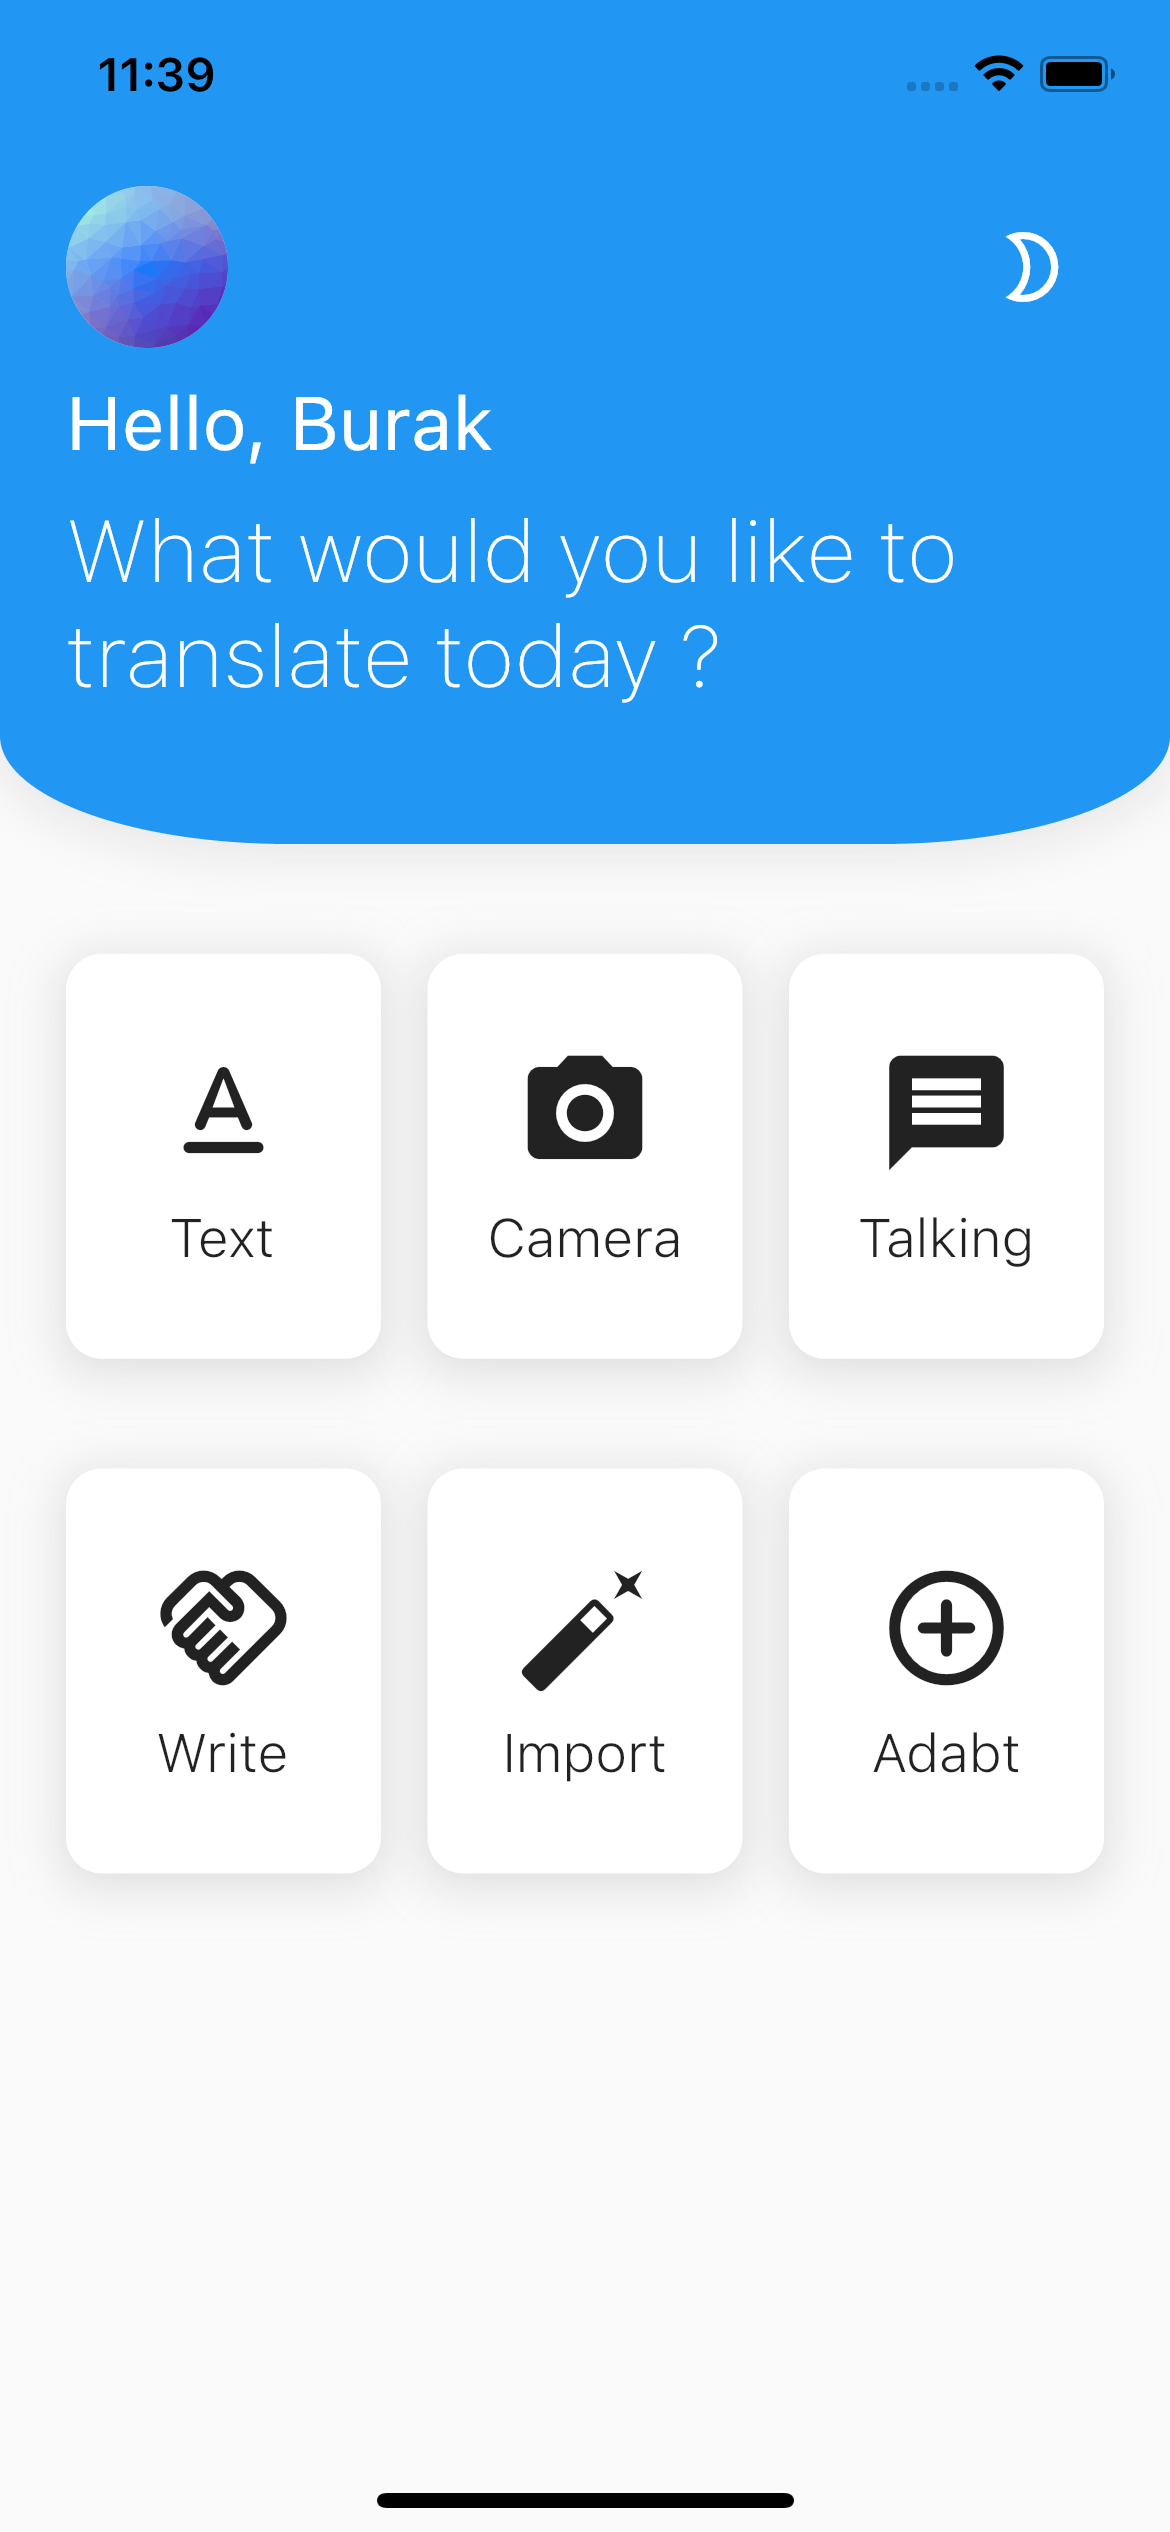 11:39
Hello, Burak
What would you like to
translate today ?
Text
Camera
Talking
Write
Import
Adabt